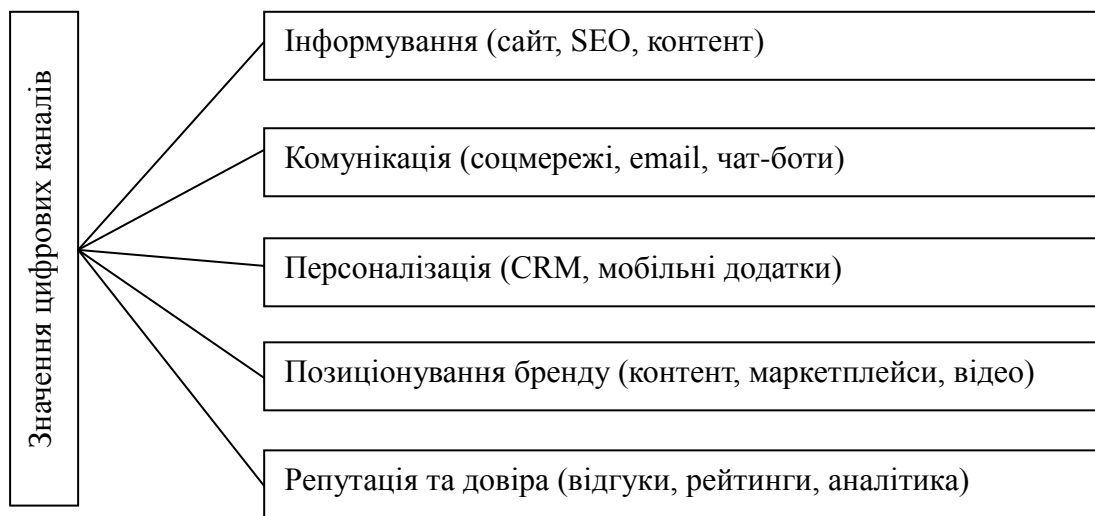 Значення цифрових каналів
Інформування (сайт, SEO, контент)
Комунікація (соцмережі, email, чат-боти)
Персоналізація (CRM, мобільні додатки)
Позиціонування бренду (контент, маркетплейси, відео)
Репутація та довіра (відгуки, рейтинги, аналітика)